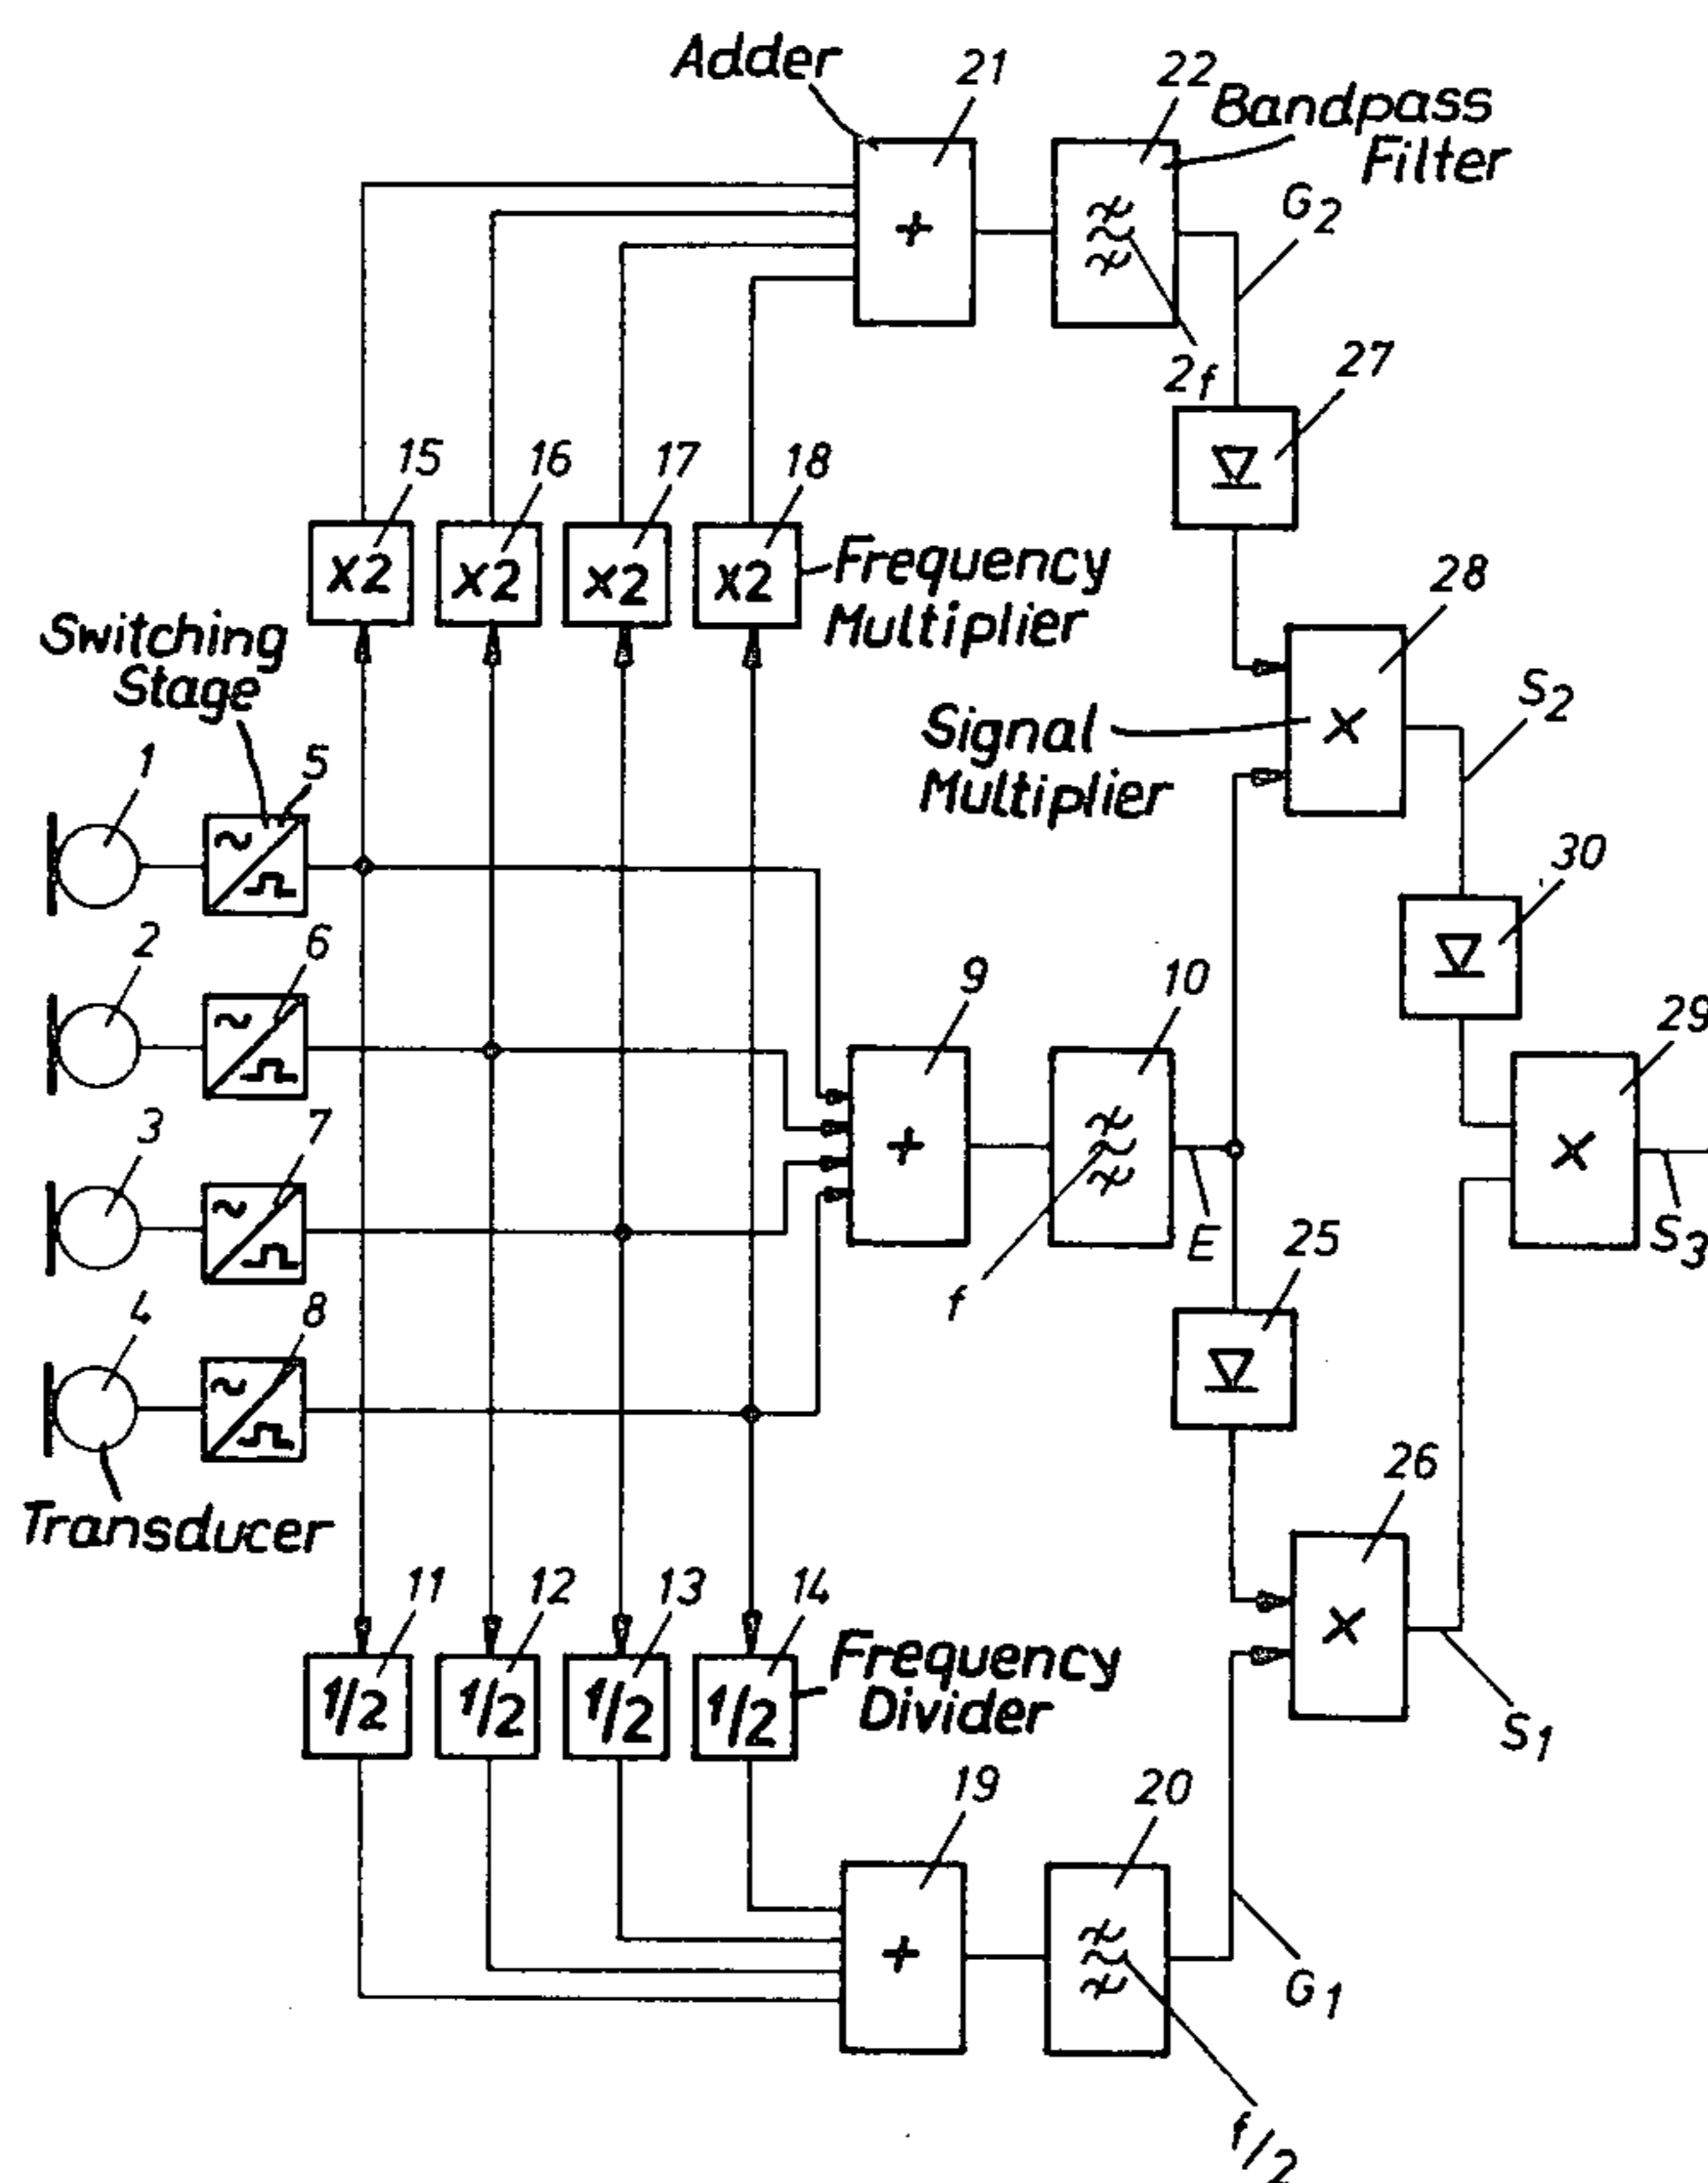 Adder
21
22
Bandpass
Filter
+
G2
2f
27
15
16
17
18
x2
x2
x2
x2
Frequency
Multiplier
28
Switching
Stage
Signal
Multiplier
x
S2
1
5
30
2
6
9
10
29
3
7
+
x
E
S3
f
25
4
8
Transducer
26
11
12
13
14
1/2
1/2
1/2
1/2
Frequency
Divider
x
S1
19
20
+
G1
f/2